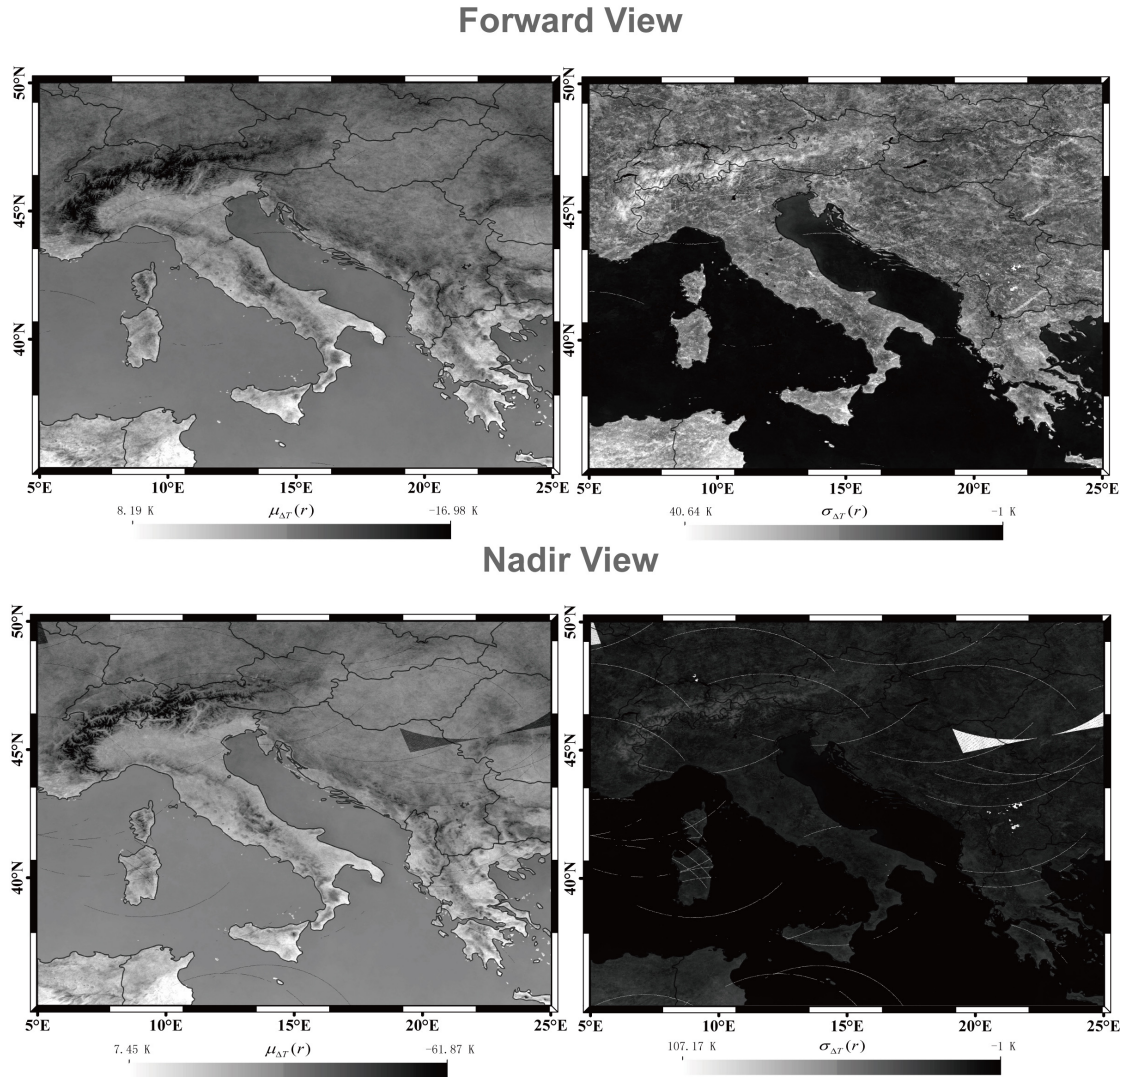 Forward View
50°N
45°N
40°N
5°E 10°E 15°E 20°E 25°E
8.19 K μΔT(r) -16.98 K
50°N
45°N
40°N
5°E 10°E 15°E 20°E 25°E
40.64 K σΔT(r) -1 K
Nadir View
50°N
45°N
40°N
5°E 10°E 15°E 20°E 25°E
7.45 K μΔT(r) -61.87 K
50°N
45°N
40°N
5°E 10°E 15°E 20°E 25°E
107.17 K σΔT(r) -1 K